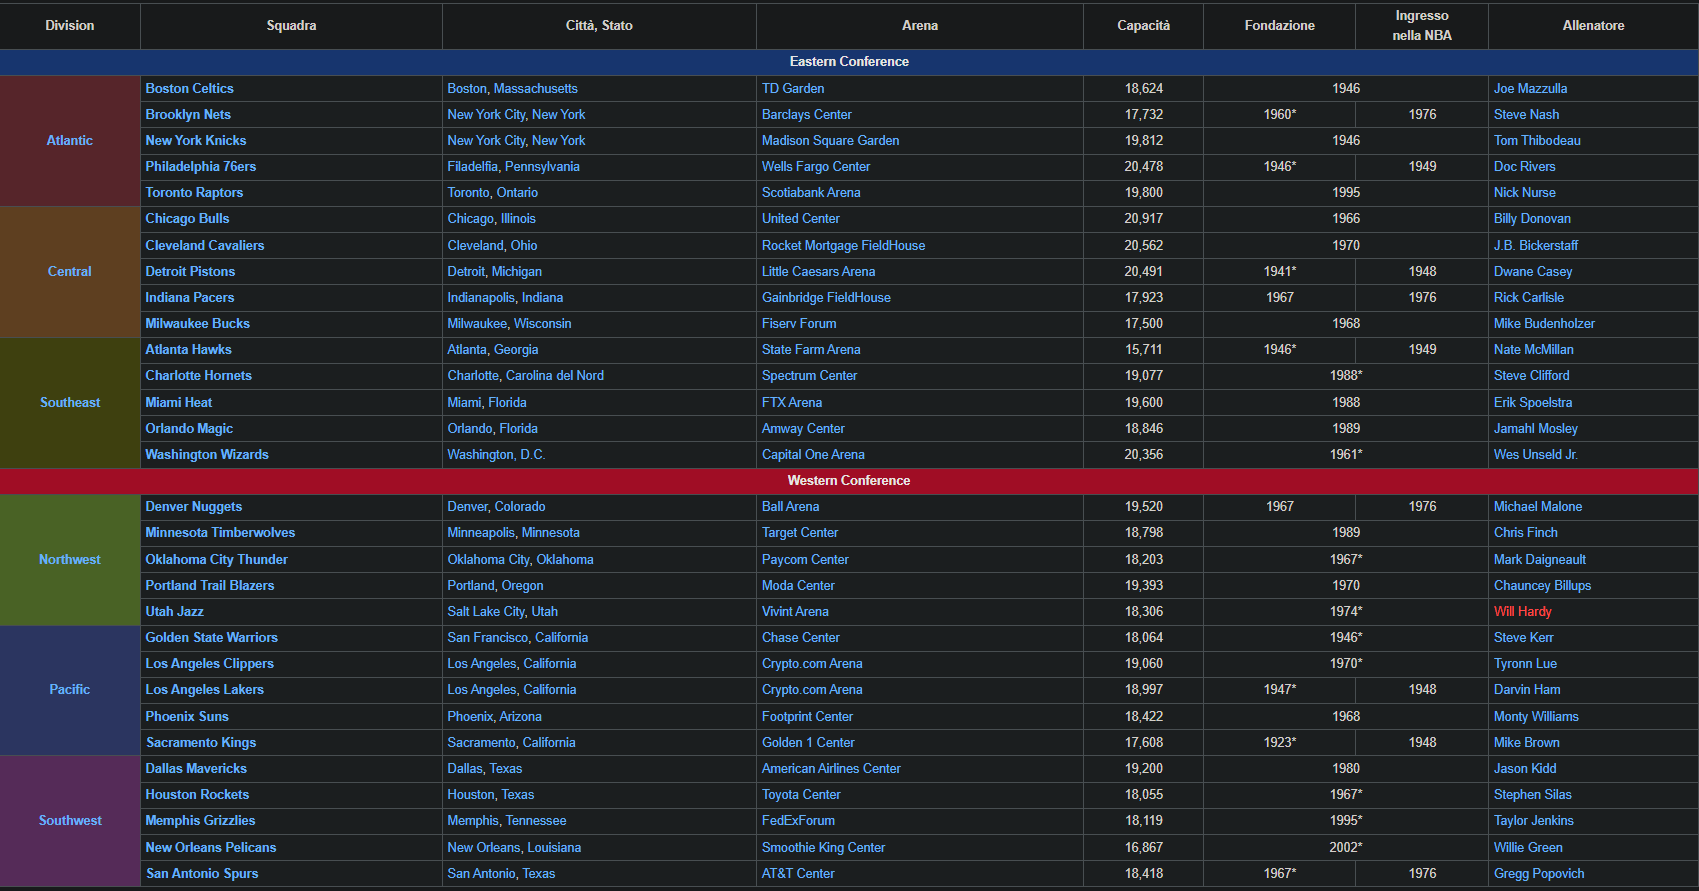 Division Squadra Città, Stato Arena Capacità Fondazione Ingresso nella NBA Allenatore
Eastern Conference
Atlantic
Boston Celtics Boston, Massachusetts TD Garden 18,624 1946 Joe Mazzulla
Brooklyn Nets New York City, New York Barclays Center 17,732 1960* 1976 Steve Nash
New York Knicks New York City, New York Madison Square Garden 19,812 1946 Tom Thibodeau
Philadelphia 76ers Filadelfia, Pennsylvania Wells Fargo Center 20,478 1946* 1949 Doc Rivers
Toronto Raptors Toronto, Ontario Scotiabank Arena 19,800 1995 Nick Nurse
Central
Chicago Bulls Chicago, Illinois United Center 20,917 1966 Billy Donovan
Cleveland Cavaliers Cleveland, Ohio Rocket Mortgage FieldHouse 20,562 1970 J.B. Bickerstaff
Detroit Pistons Detroit, Michigan Little Caesars Arena 20,491 1941* 1948 Dwane Casey
Indiana Pacers Indianapolis, Indiana Gainbridge FieldHouse 17,923 1967 1976 Rick Carlisle
Milwaukee Bucks Milwaukee, Wisconsin Fiserv Forum 17,500 1968 Mike Budenholzer
Southeast
Atlanta Hawks Atlanta, Georgia State Farm Arena 15,711 1946* 1949 Nate McMillan
Charlotte Hornets Charlotte, Carolina del Nord Spectrum Center 19,077 1988* Steve Clifford
Miami Heat Miami, Florida FTX Arena 19,600 1988 Erik Spoelstra
Orlando Magic Orlando, Florida Amway Center 18,846 1989 Jamahl Mosley
Washington Wizards Washington, D.C. Capital One Arena 20,356 1961* Wes Unseld Jr.
Western Conference
Northwest
Denver Nuggets Denver, Colorado Ball Arena 19,520 1967 1976 Michael Malone
Minnesota Timberwolves Minneapolis, Minnesota Target Center 18,798 1989 Chris Finch
Oklahoma City Thunder Oklahoma City, Oklahoma Paycom Center 18,203 1967* Mark Daigneault
Portland Trail Blazers Portland, Oregon Moda Center 19,393 1970 Chauncey Billups
Utah Jazz Salt Lake City, Utah Vivint Arena 18,306 1974* Will Hardy
Pacific
Golden State Warriors San Francisco, California Chase Center 18,064 1946* Steve Kerr
Los Angeles Clippers Los Angeles, California Crypto.com Arena 19,060 1970* Tyronn Lue
Los Angeles Lakers Los Angeles, California Crypto.com Arena 18,997 1947* 1948 Darvin Ham
Phoenix Suns Phoenix, Arizona Footprint Center 18,422 1968 Monty Williams
Sacramento Kings Sacramento, California Golden 1 Center 17,608 1923* 1948 Mike Brown
Southwest
Dallas Mavericks Dallas, Texas American Airlines Center 19,200 1980 Jason Kidd
Houston Rockets Houston, Texas Toyota Center 18,055 1967* Stephen Silas
Memphis Grizzlies Memphis, Tennessee FedExForum 18,119 1995* Taylor Jenkins
New Orleans Pelicans New Orleans, Louisiana Smoothie King Center 16,867 2002* Willie Green
San Antonio Spurs San Antonio, Texas AT&T Center 18,418 1967* 1976 Gregg Popovich